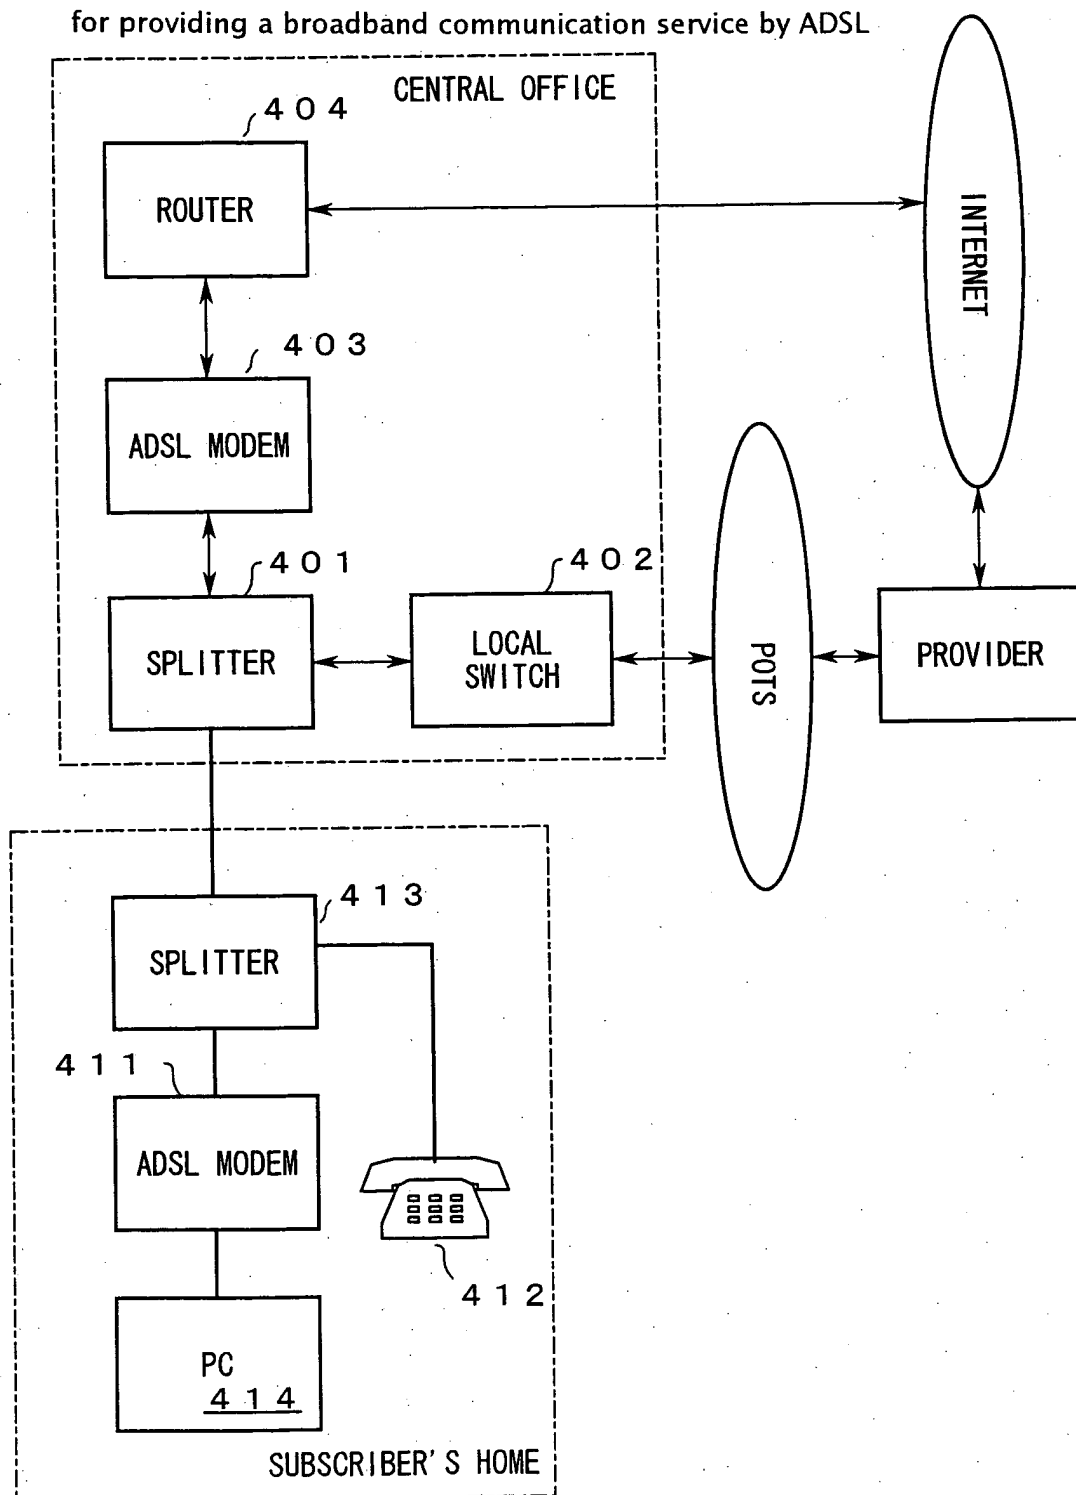 for providing a broadband communication service by ADSL
CENTRAL OFFICE
404
ROUTER
INTERNET
403
ADSL MODEM
401
402
SPLITTER
LOCAL
SWITCH
POTS
PROVIDER
413
SPLITTER
411
ADSL MODEM
412
PC
414
SUBSCRIBER'S HOME